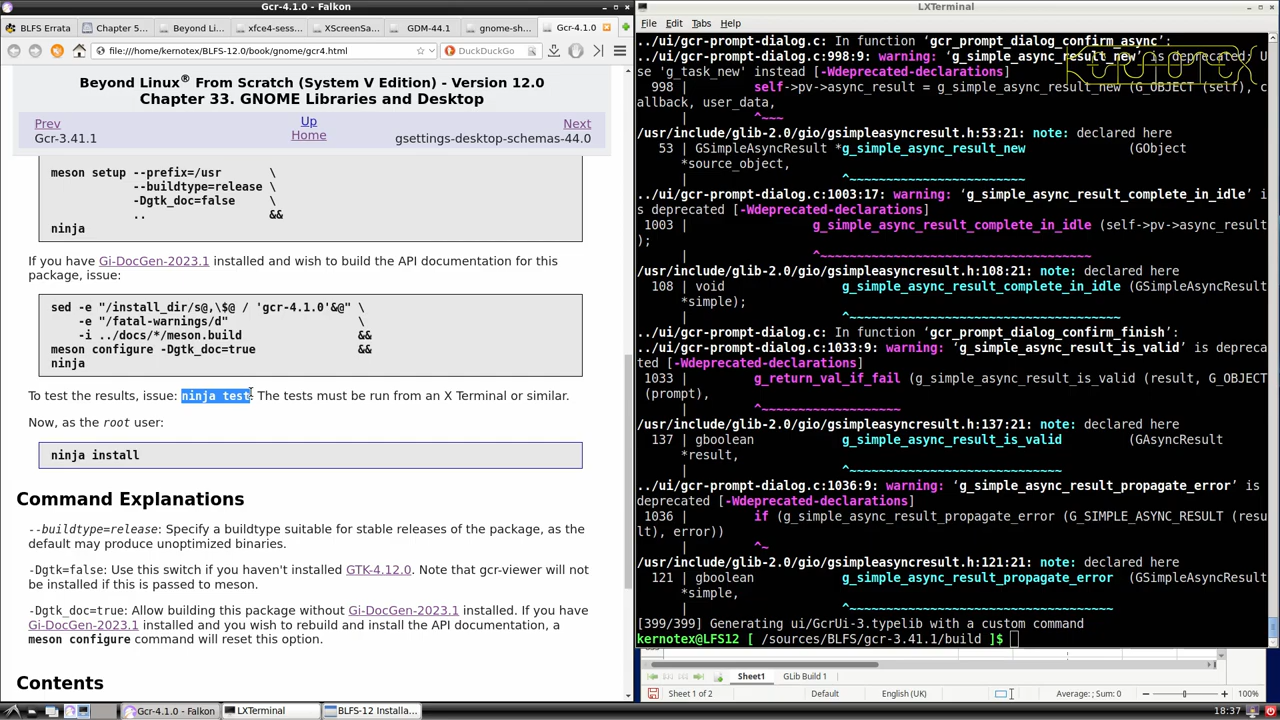 Gcr-4.1.0 - Falkon
BLFS Errata
Chapter 5...
Beyond Li...
xfce4-sess...
XScreenSa...
GDM-44.1
gnome-sh...
Gcr-4.1.0
file:///home/kernotex/BLFS-12.0/book/gnome/gcr4.html
DuckDuckGo
Beyond Linux® From Scratch (System V Edition) - Version 12.0
Chapter 33. GNOME Libraries and Desktop
Prev
Up
Next
Gcr-3.41.1
Home
gsettings-desktop-schemas-44.0
meson setup --prefix=/usr \
--buildtype=release \
-Dgtk_doc=false \
.. &&
ninja
If you have Gi-DocGen-2023.1 installed and wish to build the API documentation for this
package, issue:
sed -e "/install_dir/s@,\$@ / 'gcr-4.1.0'&@" \
-e "/fatal-warnings/d" \
-i ../docs/*/meson.build &&
meson configure -Dgtk_doc=true &&
ninja
To test the results, issue: ninja test. The tests must be run from an X Terminal or similar.
Now, as the root user:
ninja install
Command Explanations
--buildtype=release: Specify a buildtype suitable for stable releases of the package, as the
default may produce unoptimized binaries.
-Dgtk=false: Use this switch if you haven't installed GTK-4.12.0. Note that gcr-viewer will not
be installed if this is passed to meson.
-Dgtk_doc=true: Allow building this package without Gi-DocGen-2023.1 installed. If you have
Gi-DocGen-2023.1 installed and you wish to rebuild and install the API documentation, a
meson configure command will reset this option.
Contents
LXTerminal
File Edit Tabs Help
kernotex
../ui/gcr-prompt-dialog.c: In function ‘gcr_prompt_dialog_confirm_async’:
../ui/gcr-prompt-dialog.c:998:9: warning: ‘g_simple_async_result_new’ is deprecated: U
se 'g_task_new' instead [-Wdeprecated-declarations]
998 | self->pv->async_result = g_simple_async_result_new (G_OBJECT (self), c
allback, user_data,
| ^~~~
/usr/include/glib-2.0/gio/gsimpleasyncresult.h:53:21: note: declared here
53 | GSimpleAsyncResult *g_simple_async_result_new (GObject
*source_object,
| ^~~~~~~~~~~~~~~~~~~~~~~~~
../ui/gcr-prompt-dialog.c:1003:17: warning: ‘g_simple_async_result_complete_in_idle’ i
s deprecated [-Wdeprecated-declarations]
1003 | g_simple_async_result_complete_in_idle (self->pv->async_result
);
| ^~~~~~~~~~~~~~~~~~~~~~~~~~~~~~~~~~~~~~
/usr/include/glib-2.0/gio/gsimpleasyncresult.h:108:21: note: declared here
108 | void g_simple_async_result_complete_in_idle (GSimpleAsyncResult
*simple);
| ^~~~~~~~~~~~~~~~~~~~~~~~~~~~~~~~~~~~~~
../ui/gcr-prompt-dialog.c: In function ‘gcr_prompt_dialog_confirm_finish’:
../ui/gcr-prompt-dialog.c:1033:9: warning: ‘g_simple_async_result_is_valid’ is depreca
ted [-Wdeprecated-declarations]
1033 | g_return_val_if_fail (g_simple_async_result_is_valid (result, G_OBJECT
(prompt),
| ^~~~~~~~~~~~~~~~~~~~
/usr/include/glib-2.0/gio/gsimpleasyncresult.h:137:21: note: declared here
137 | gboolean g_simple_async_result_is_valid (GAsyncResult
*result,
| ^~~~~~~~~~~~~~~~~~~~~~~~~~~~~~
../ui/gcr-prompt-dialog.c:1036:9: warning: ‘g_simple_async_result_propagate_error’ is
deprecated [-Wdeprecated-declarations]
1036 | if (g_simple_async_result_propagate_error (G_SIMPLE_ASYNC_RESULT (resu
lt), error))
| ^~
/usr/include/glib-2.0/gio/gsimpleasyncresult.h:121:21: note: declared here
121 | gboolean g_simple_async_result_propagate_error (GSimpleAsyncResult
*simple,
| ^~~~~~~~~~~~~~~~~~~~~~~~~~~~~~~~~~~~~
[399/399] Generating ui/GcrUi-3.typelib with a custom command
kernotex@LFS12 [ /sources/BLFS/gcr-3.41.1/build ]$
Sheet1
GLib Build 1
Sheet 1 of 2
Default
English (UK)
Average: ; Sum: 0
100%
Gcr-4.1.0 - Falkon
LXTerminal
BLFS-12 Installa...
18:37